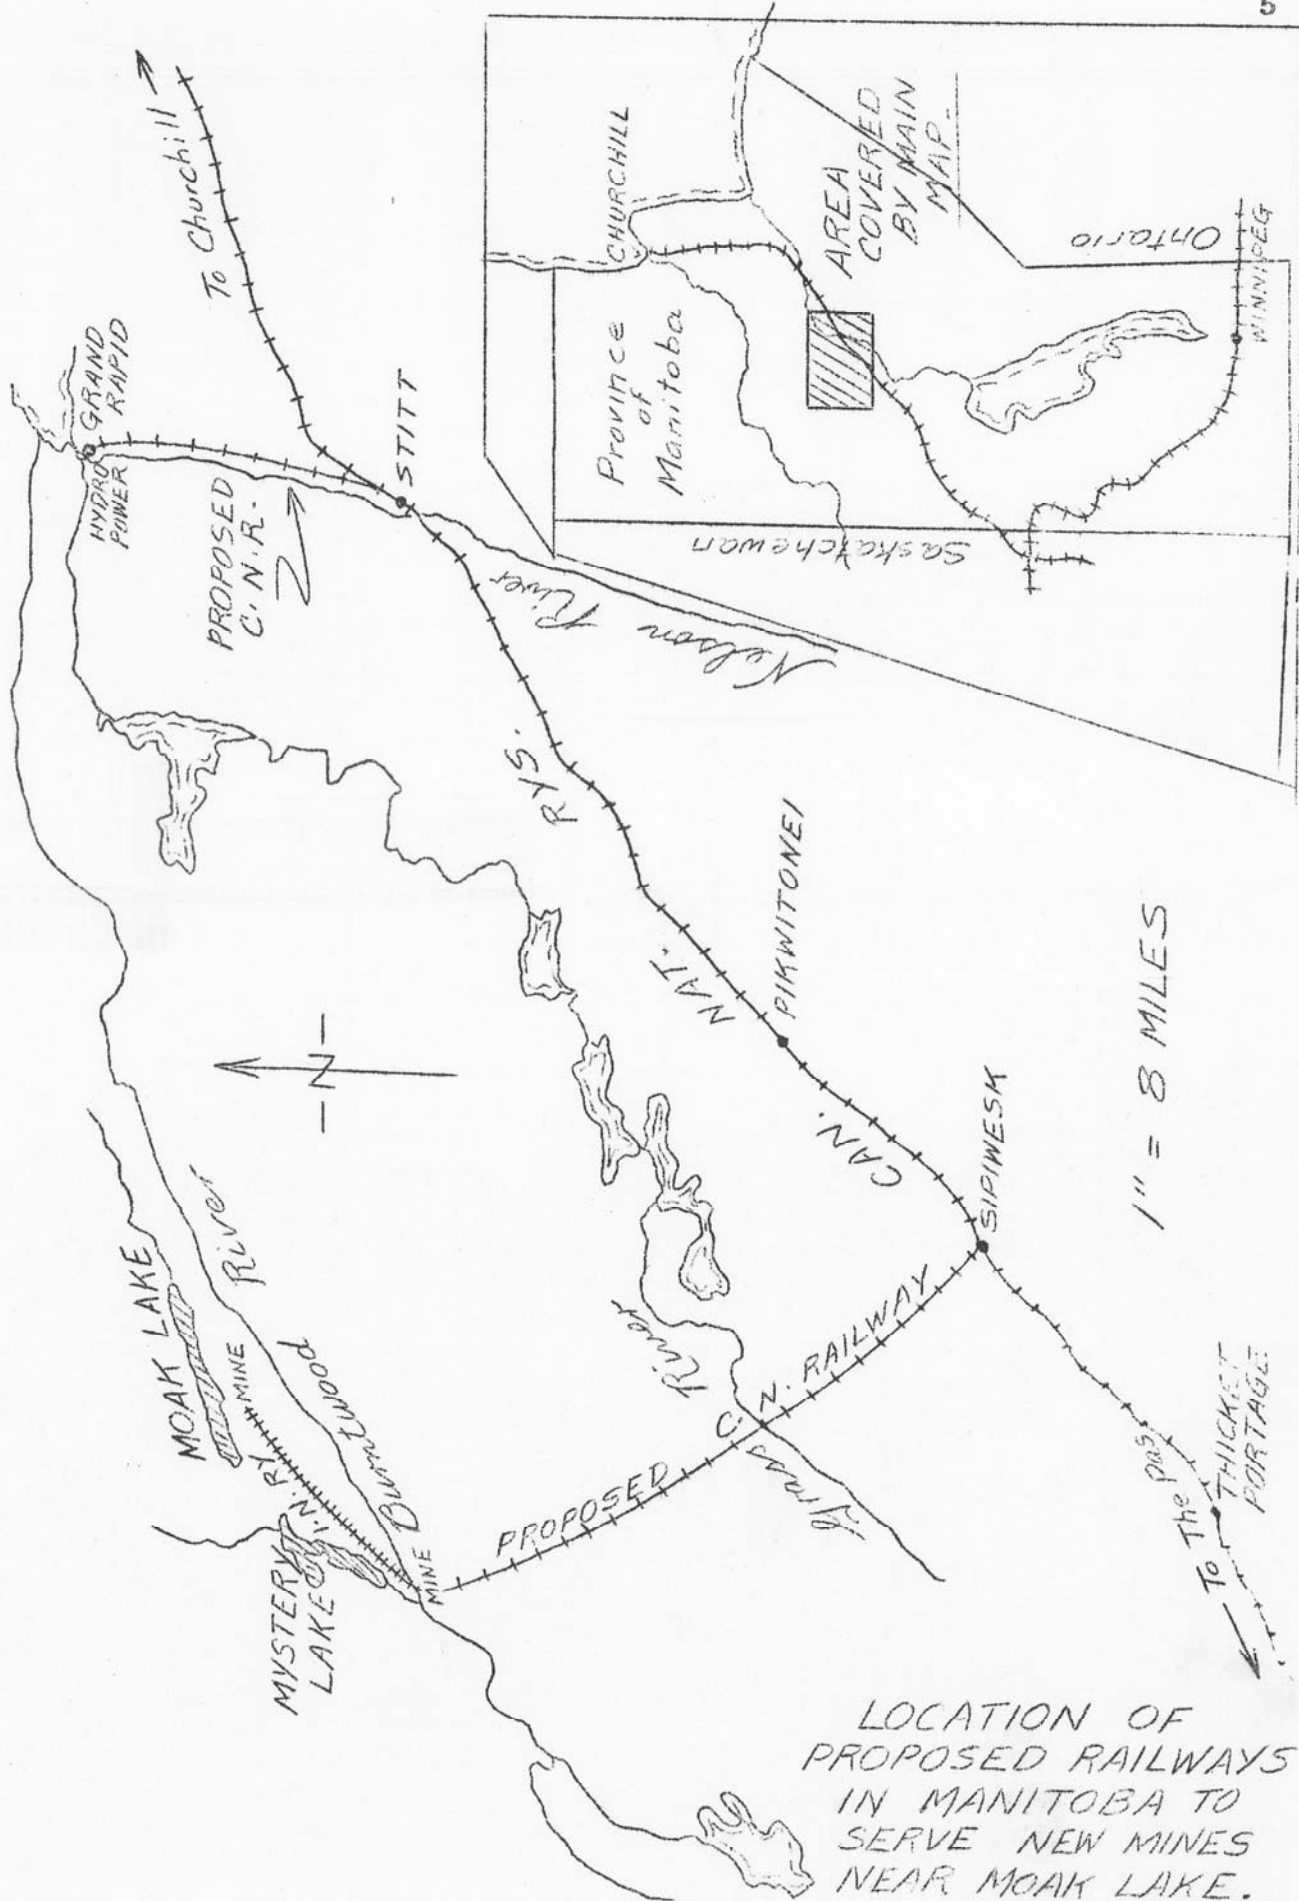 5
To Churchill
GRAND
RAPID
HYDRO
POWER
PROPOSED
C.N.R.
STITT
Nelson River
CAN. NAT. RYS.
PIKWITONEI
SIPIWESK
-N-
MOAK LAKE
MINE
Burntwood River
I.N. RY
MYSTERY
LAKE
MINE
PROPOSED C.N. RAILWAY
Grass River
To The Pas
THICKET
PORTAGE
1" = 8 MILES
CHURCHILL
Province
of
Manitoba
AREA
COVERED
BY MAIN
MAP.
Ontario
Saskatchewan
WINNIPEG
LOCATION OF
PROPOSED RAILWAYS
IN MANITOBA TO
SERVE NEW MINES
NEAR MOAK LAKE.